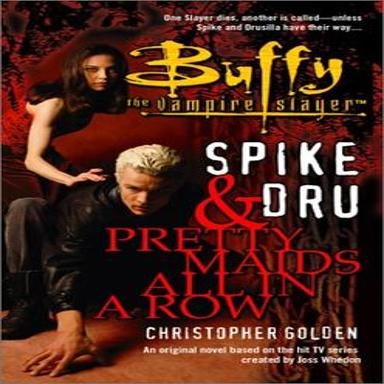 One Slayer dies, another is called—unless
Spike and Drusilla have their way....
Buffy
the vampire slayer™
SPIKE
& DRU
PRETTY
MAIDS
ALL IN
A ROW
CHRISTOPHER GOLDEN
An original novel based on the hit TV series
created by Joss Whedon